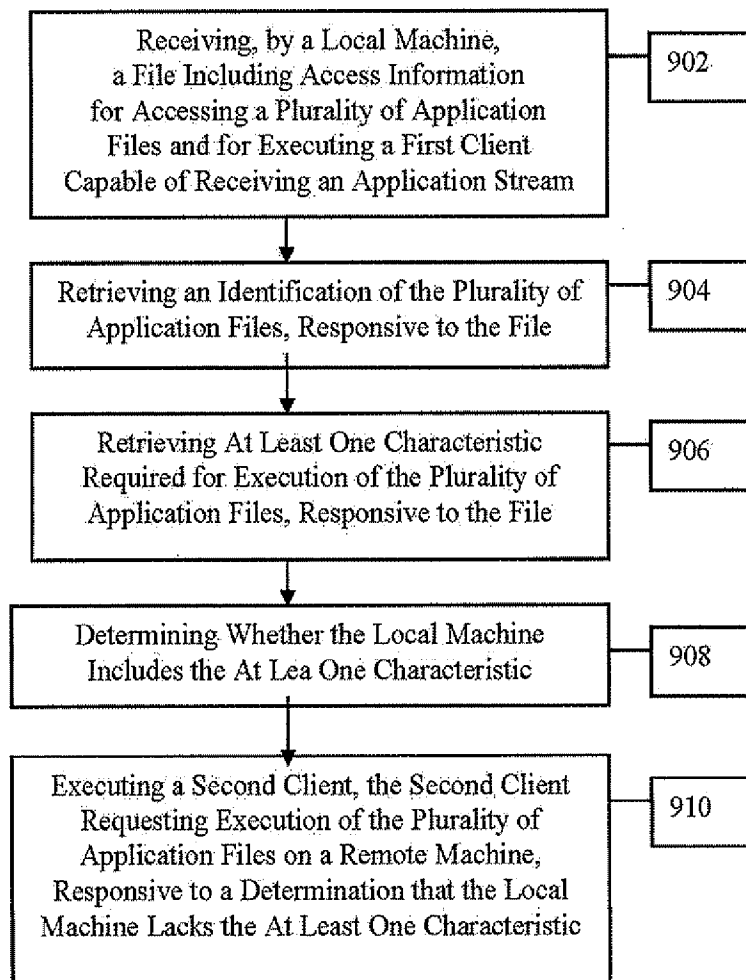 Receiving, by a Local Machine,
a File Including Access Information
for Accessing a Plurality of Application
Files and for Executing a First Client
Capable of Receiving an Application Stream
902
Retrieving an Identification of the Plurality of
Application Files, Responsive to the File
904
Retrieving At Least One Characteristic
Required for Execution of the Plurality of
Application Files, Responsive to the File
906
Determining Whether the Local Machine
Includes the At Lea One Characteristic
908
Executing a Second Client, the Second Client
Requesting Execution of the Plurality of
Application Files on a Remote Machine,
Responsive to a Determination that the Local
Machine Lacks the At Least One Characteristic
910